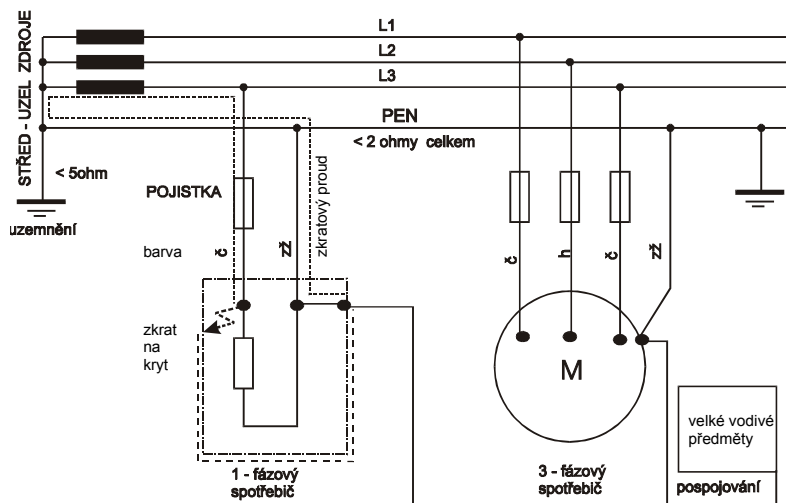 L1
L2
L3
PEN
< 2 ohmy celkem
STŘED - UZEL ZDROJE
< 5ohm
uzemnění
POJISTKA
barva
č
zž
zkratový proud
č
h
č
zž
zkrat
na
kryt
M
velké vodivé
předměty
1 - fázový
spotřebič
3 - fázový
spotřebič
pospojování